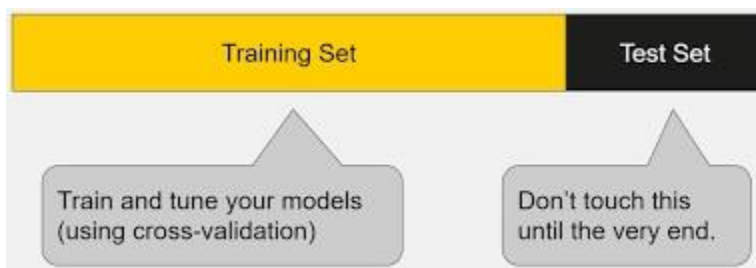 Training Set
Test Set
Train and tune your models
(using cross-validation)
Don't touch this
until the very end.